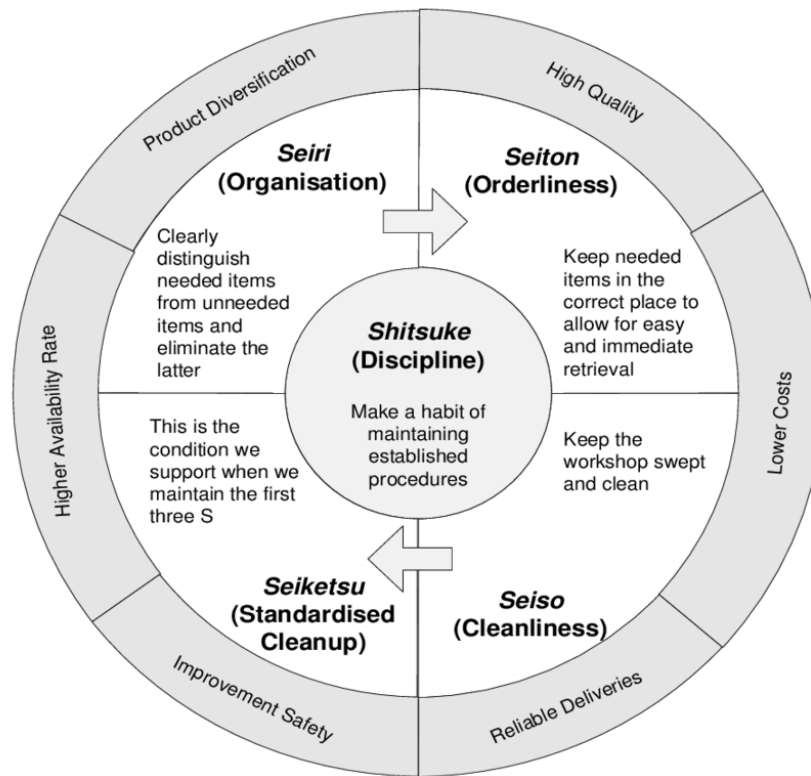 Product Diversification
High Quality
Seiri
(Organisation)
Clearly
distinguish
needed items
from unneeded
items and
eliminate the
latter
Seiton
(Orderliness)
Keep needed
items in the
correct place to
allow for easy
and immediate
retrieval
Shitsuke
(Discipline)
Make a habit of
maintaining
established
procedures
Higher Availability Rate
Lower Costs
This is the
condition we
support when we
maintain the first
three S
Seiketsu
(Standardised
Cleanup)
Keep the
workshop swept
and clean
Seiso
(Cleanliness)
Improvement Safety
Reliable Deliveries